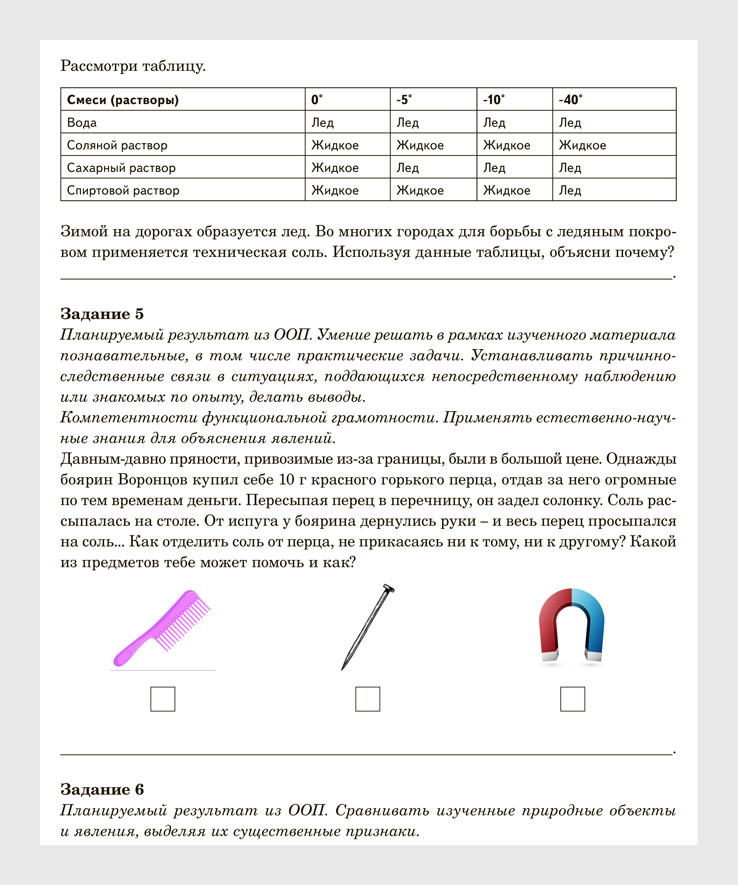 Рассмотри таблицу.
Смеси (растворы) 0° -5° -10° -40°
Вода Лед Лед Лед Лед
Соляной раствор Жидкое Жидкое Жидкое Жидкое
Сахарный раствор Жидкое Лед Лед Лед
Спиртовой раствор Жидкое Жидкое Жидкое Лед
Зимой на дорогах образуется лед. Во многих городах для борьбы с ледяным покро-
вом применяется техническая соль. Используя данные таблицы, объясни почему?
.
Задание 5
Планируемый результат из ООП. Умение решать в рамках изученного материала
познавательные, в том числе практические задачи. Устанавливать причинно-
следственные связи в ситуациях, поддающихся непосредственному наблюдению
или знакомых по опыту, делать выводы.
Компетентности функциональной грамотности. Применять естественно-науч-
ные знания для объяснения явлений.
Давным-давно пряности, привозимые из-за границы, были в большой цене. Однажды
боярин Воронцов купил себе 10 г красного горького перца, отдав за него огромные
по тем временам деньги. Пересыпая перец в перечницу, он задел солонку. Соль рас-
сыпалась на столе. От испуга у боярина дернулись руки – и весь перец просыпался
на соль... Как отделить соль от перца, не прикасаясь ни к тому, ни к другому? Какой
из предметов тебе может помочь и как?
.
Задание 6
Планируемый результат из ООП. Сравнивать изученные природные объекты
и явления, выделяя их существенные признаки.